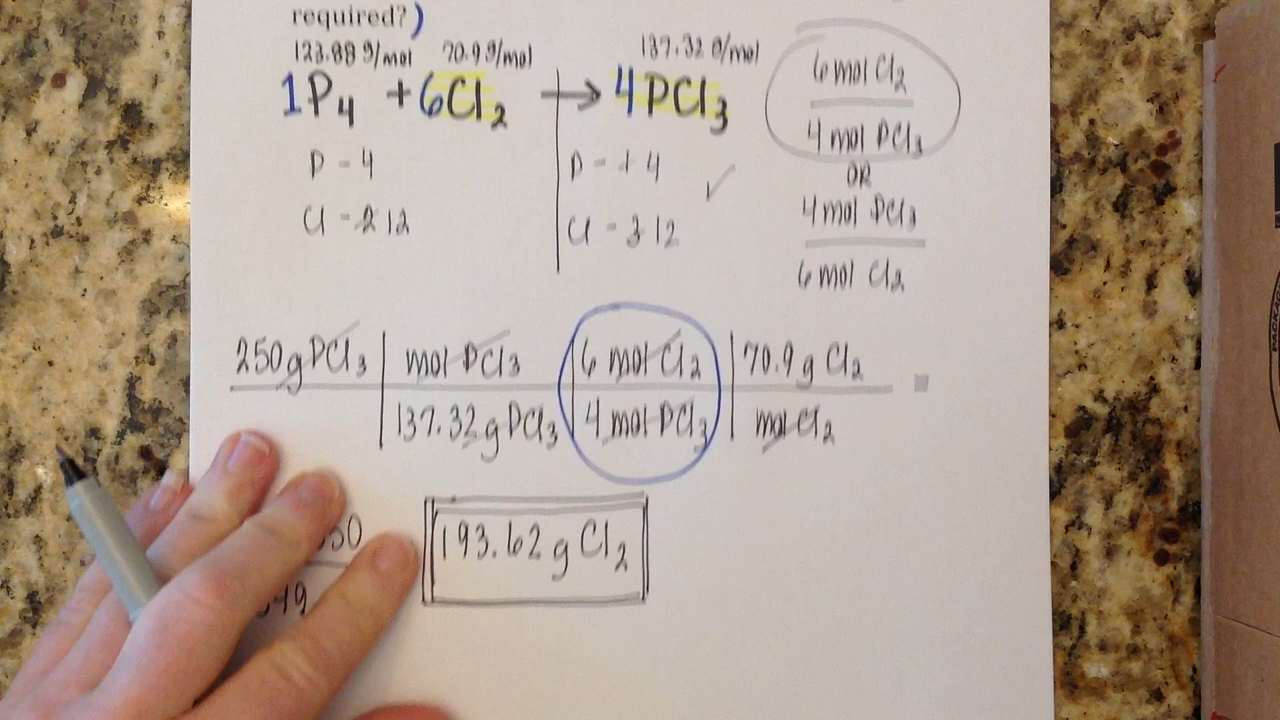 required?)
123.88 g/mol 70.9 g/mol 137.32 g/mol
1P4 + 6Cl2 → 4PCl3
P - 4
Cl - 2 12
P - 1 4 ✓
Cl - 3 12
6 mol Cl2
4 mol PCl3
OR
4 mol PCl3
6 mol Cl2
250 g PCl3 | mol PCl3 | 6 mol Cl2 | 70.9 g Cl2 =
137.32 g PCl3 | 4 mol PCl3 | mol Cl2
193.62 g Cl2